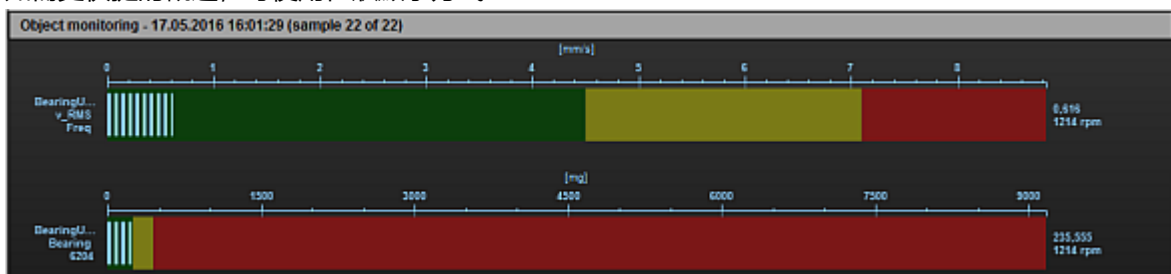 Object monitoring - 17.05.2016 16:01:29 (sample 22 of 22)
[mm/s]
0 1 2 3 4 5 6 7 8
BearingU...
v_RMS
Freq
0,616
1214 rpm
[mg]
0 1500 3000 4500 6000 7500 9000
BearingU...
Bearing
6204
235,555
1214 rpm